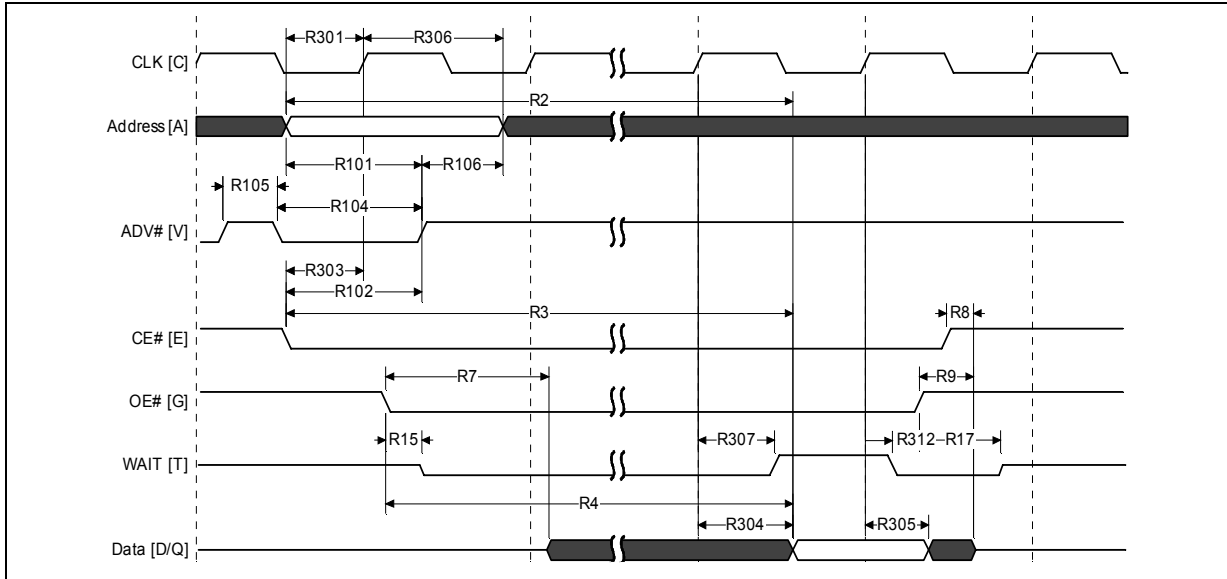 R301 R306
CLK [C]
R2
Address [A]
R101 R106
R105
R104
ADV# [V]
R303
R102
R3
R8
CE# [E]
R7
R9
OE# [G]
R15
R307
R312 R17
WAIT [T]
R4
R304
R305
Data [D/Q]